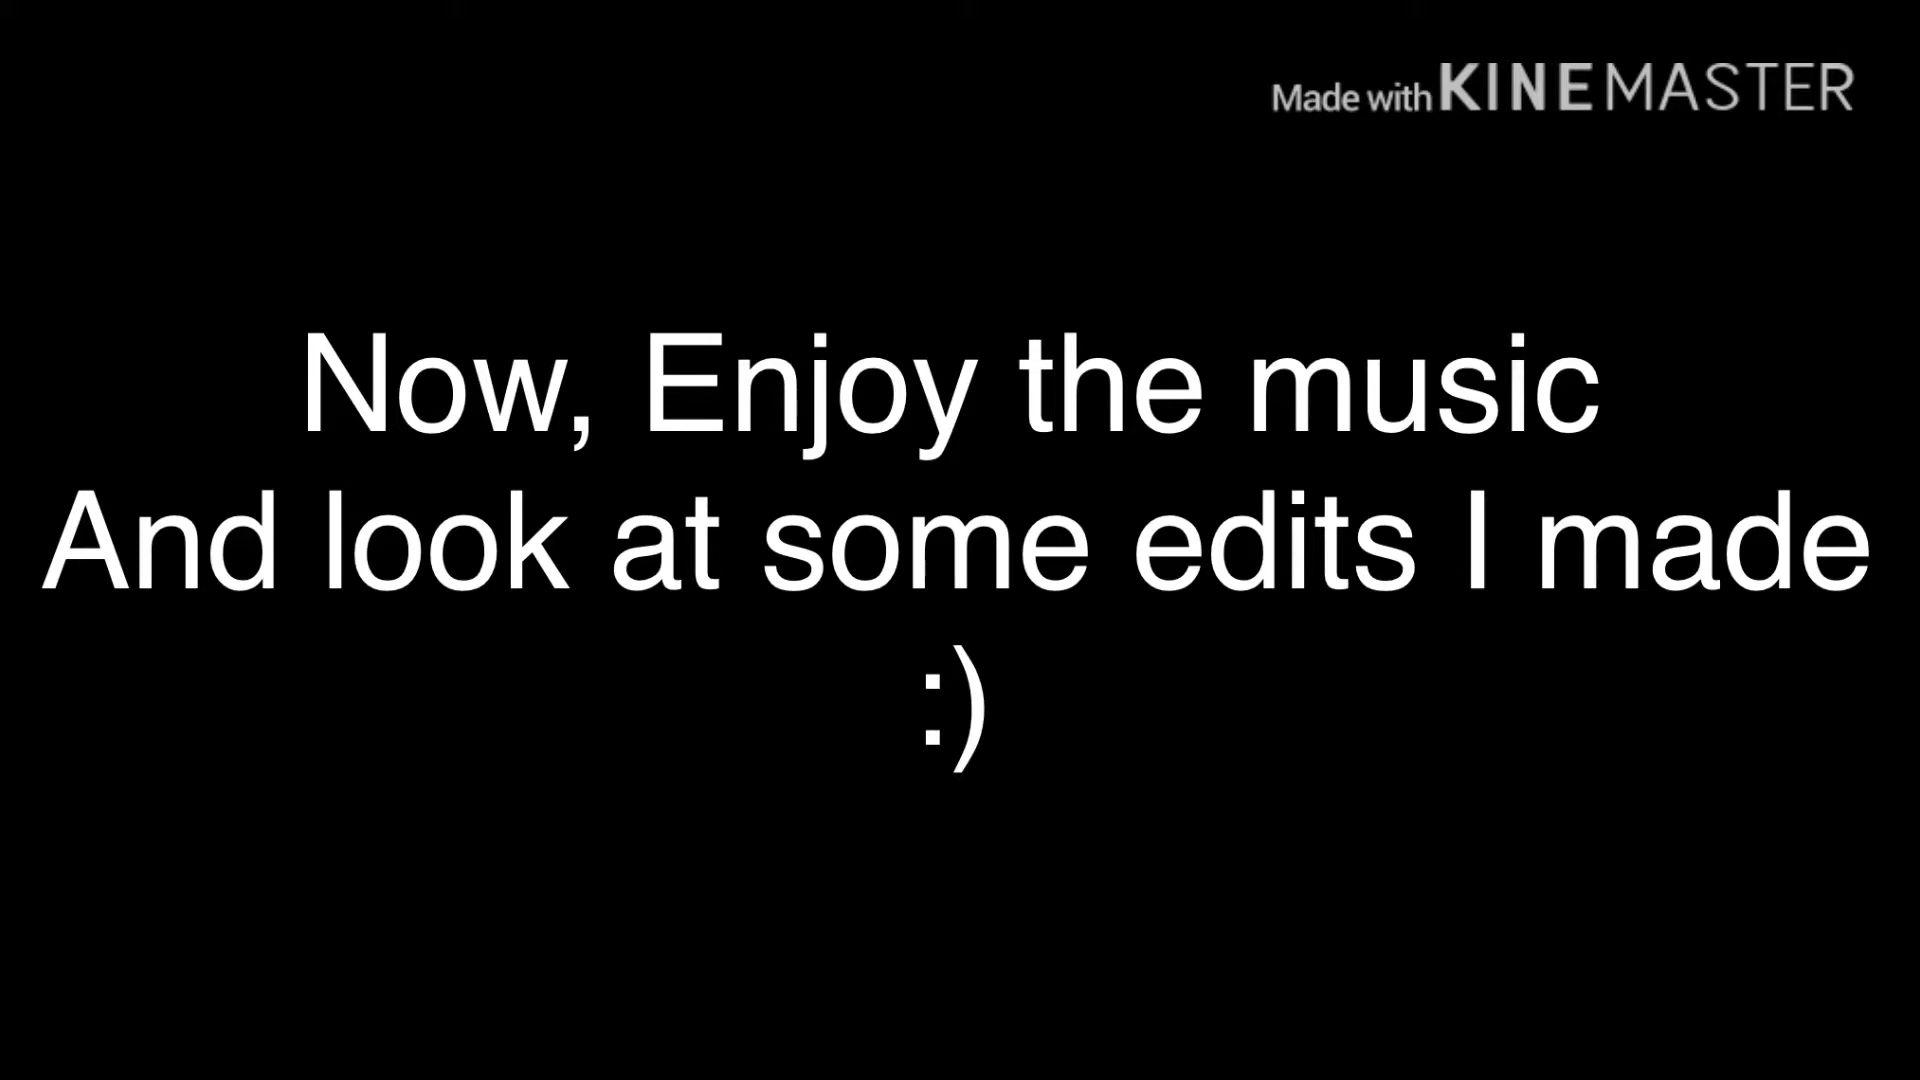 Made with KINEMASTER
Now, Enjoy the music
And look at some edits I made
:)